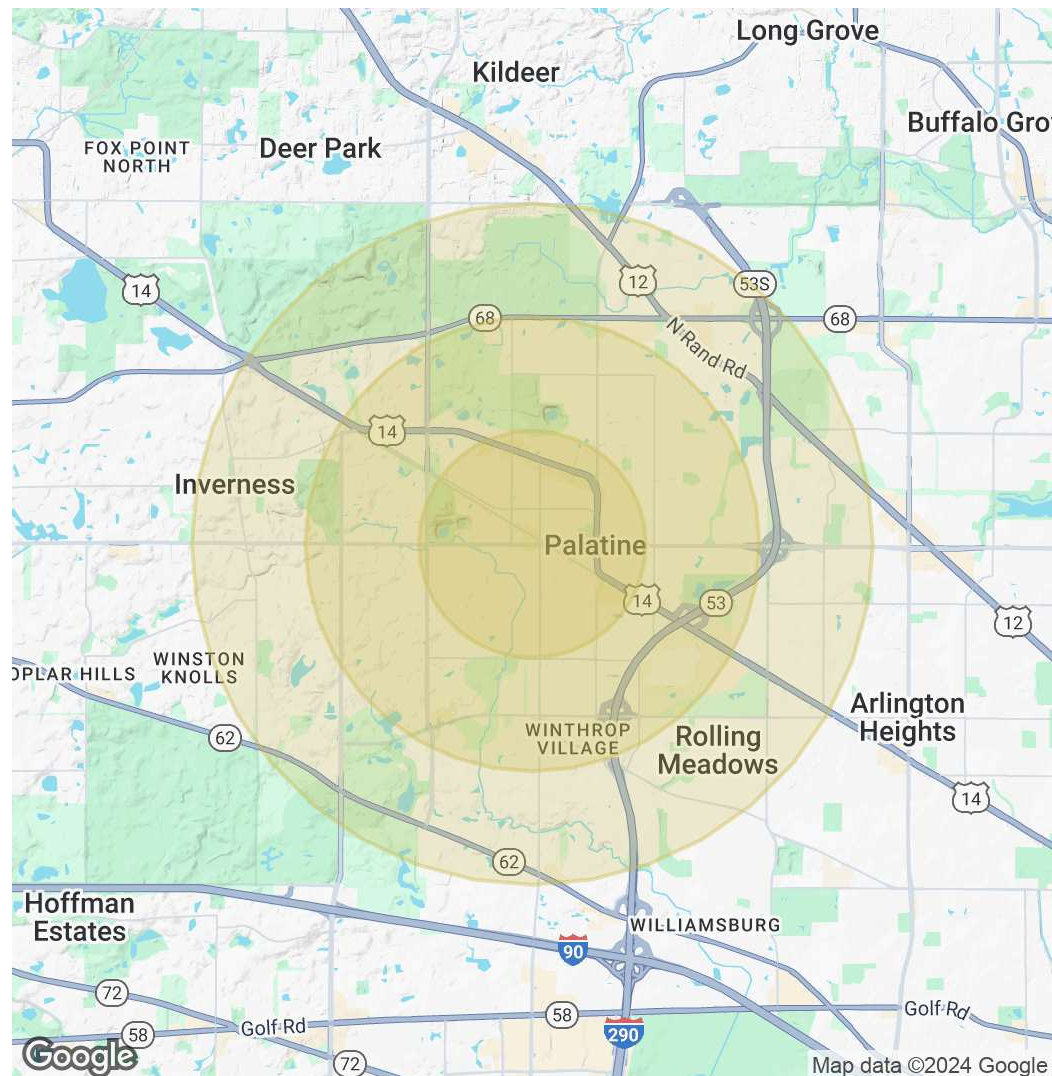 Long Grove
Kildeer
Buffalo Gro
FOX POINT
NORTH
Deer Park
14
12
53S
68
68
N Rand Rd
14
Inverness
Palatine
14
53
12
OPLAR HILLS
WINSTON
KNOLLS
Arlington
Heights
62
WINTHROP
VILLAGE
Rolling
Meadows
14
62
Hoffman
Estates
WILLIAMSBURG
90
72
58
Golf Rd
58
Golf Rd
290
72
Google
Map data ©2024 Google